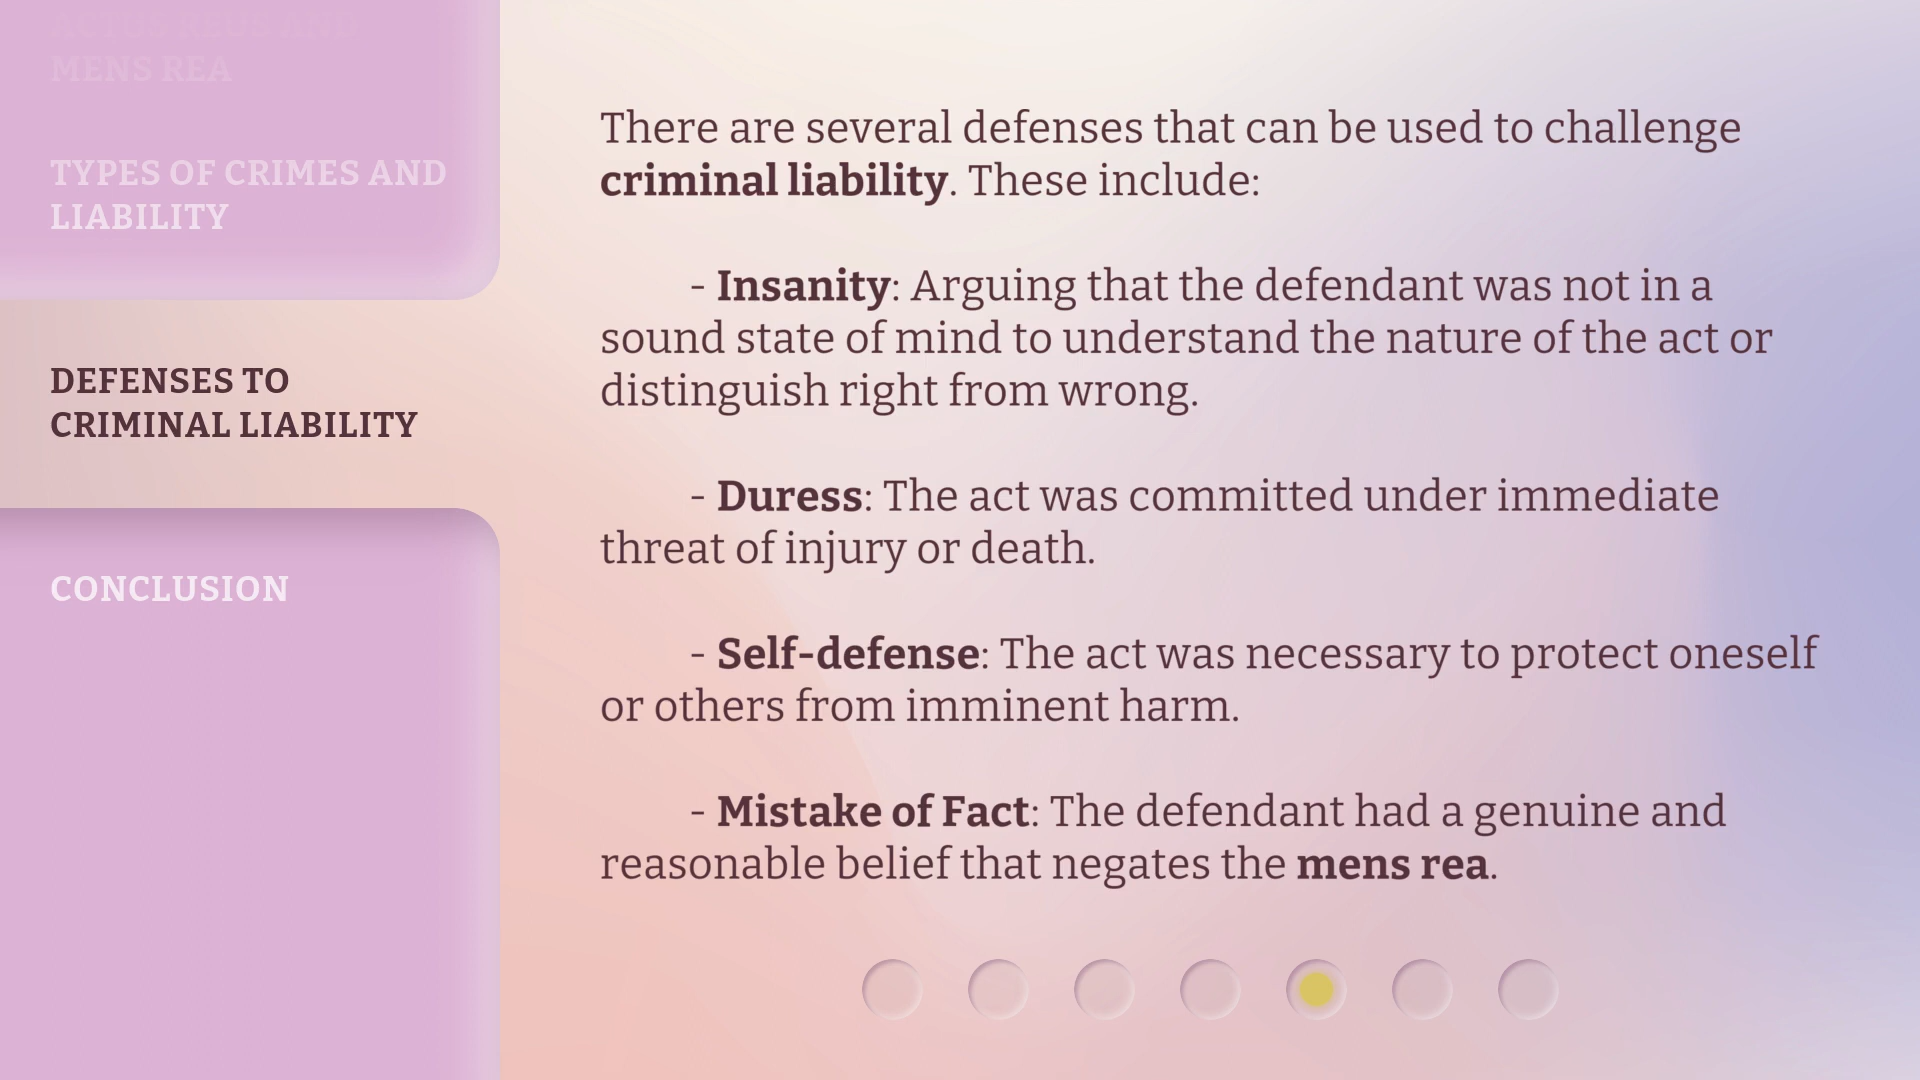 ACTUS REUS AND
MENS REA
TYPES OF CRIMES AND
LIABILITY
DEFENSES TO
CRIMINAL LIABILITY
CONCLUSION
There are several defenses that can be used to challenge
criminal liability. These include:
- Insanity: Arguing that the defendant was not in a
sound state of mind to understand the nature of the act or
distinguish right from wrong.
- Duress: The act was committed under immediate
threat of injury or death.
- Self-defense: The act was necessary to protect oneself
or others from imminent harm.
- Mistake of Fact: The defendant had a genuine and
reasonable belief that negates the mens rea.